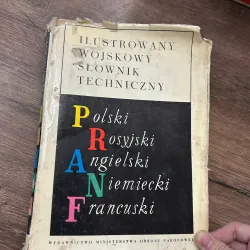 ILUSTROWANY
WOJSKOWY
SŁOWNIK
TECHNICZNY
Polski
Rosyjski
Angielski
Niemiecki
Francuski
WYDAWNICTWO MINISTERSTWA OBRONY NARODOWEJ